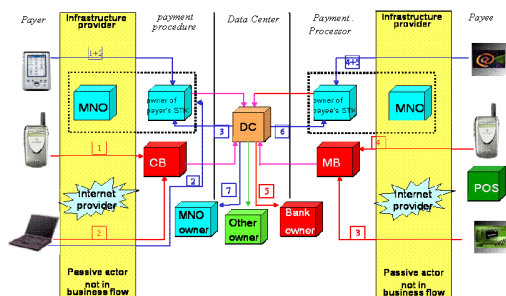 Payer
Infrastructure
provider
payment
procedure
Data Center
Payment .
Processor
Infrastructure
provider
Payee
1+2
4+5
MNO
owner of
payer's STK
owner of
payee's STK
MNO
DC
3
6
1
4
CB
MB
2
7
5
POS
Internet
provider
Internet
provider
MNO
owner
Other
owner
Bank
owner
2
3
Passive actor
not in
business flow
Passive actor
not in
business flow